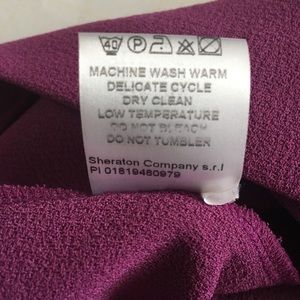 40 P
MACHINE WASH WARM
DELICATE CYCLE
DRY CLEAN
LOW TEMPERATURE
DO NOT BLEACH
DO NOT TUMBLER
Sheraton Company s.r.l
PI 01619480979